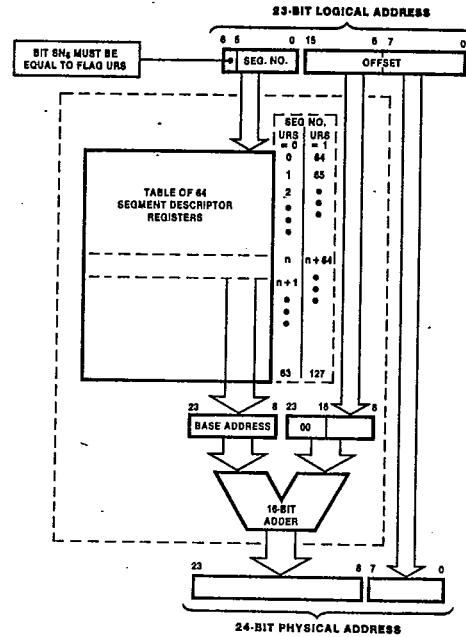 23-BIT LOGICAL ADDRESS
BIT SN6 MUST BE
EQUAL TO FLAG URS
6 5 0 15 8 7 0
SEG. NO. OFFSET
SEG NO.
URS URS
= 0 = 1
0 64
1 65
2
TABLE OF 64
SEGMENT DESCRIPTOR
REGISTERS
n n + 64
n + 1
63 127
23 8 23 16 8
BASE ADDRESS 00
16-BIT
ADDER
23 8 7 0
24-BIT PHYSICAL ADDRESS